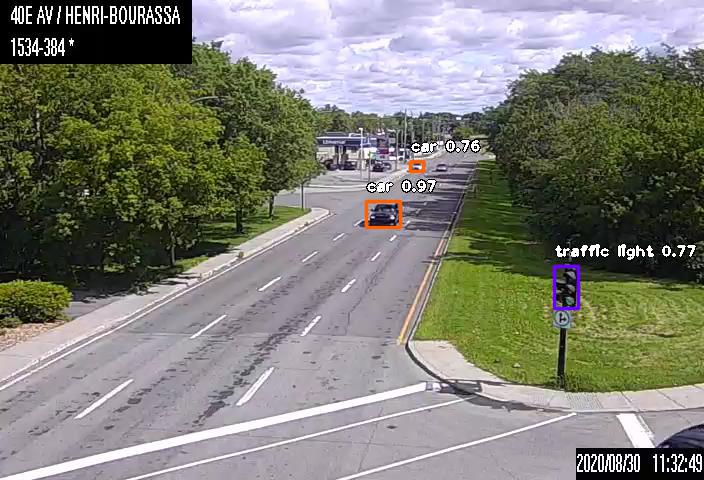 40E AV / HENRI-BOURASSA
1534-384 *
car 0.76
car 0.97
traffic light 0.77
2020/08/30 11:32:49